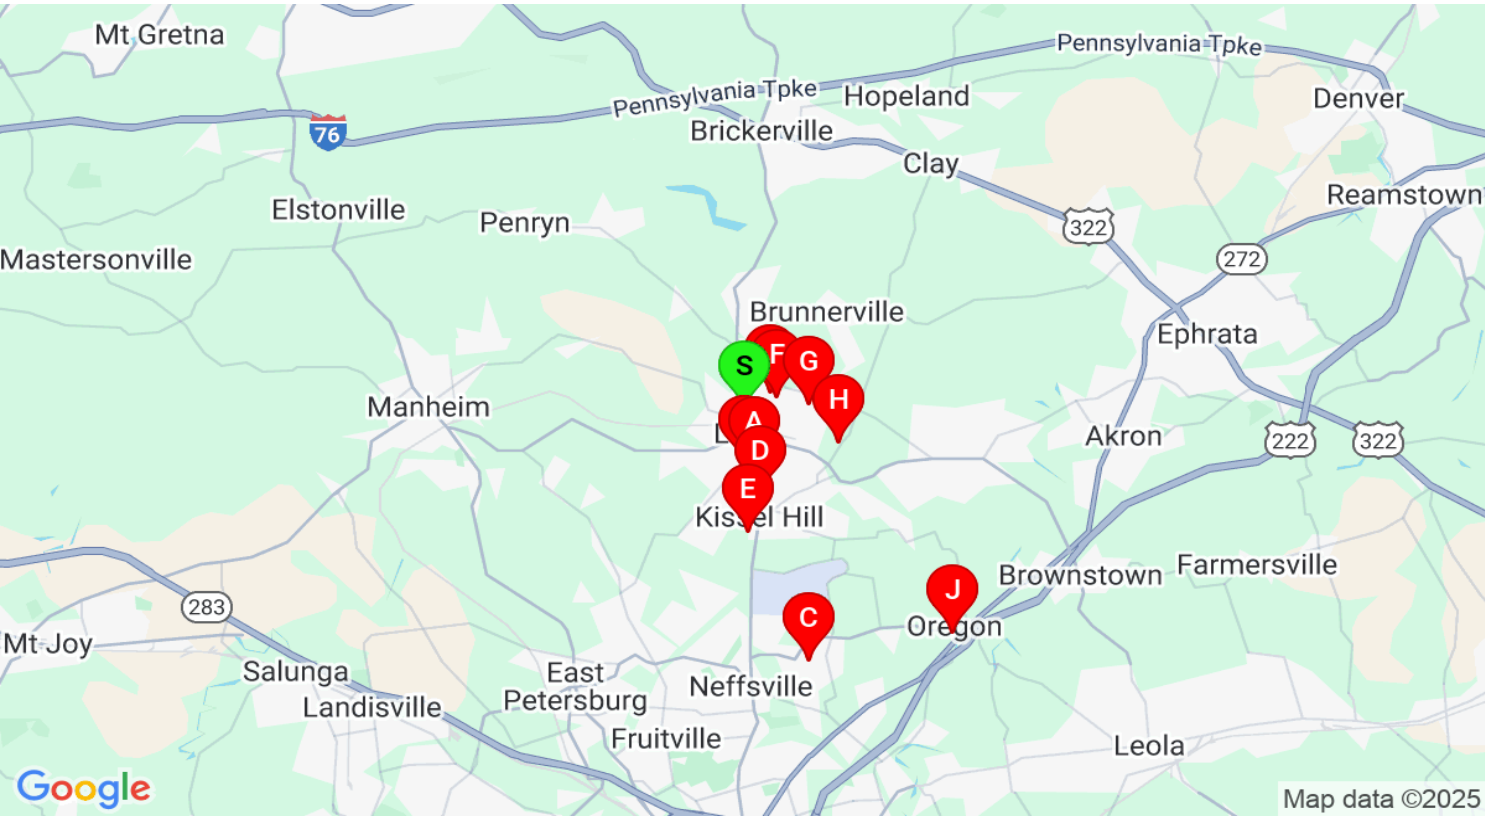 Mt Gretna
Pennsylvania Tpke
Pennsylvania Tpke
Hopeland
Denver
76
Brickerville
Clay
Reamstown
Elstonville
Penryn
322
Mastersonville
272
Brunnerville
Ephrata
F
G
S
H
Manheim
A
L
D
Akron
222
322
E
Kissel Hill
Farmersville
Brownstown
J
283
C
Oregon
Mt Joy
Salunga
East
Petersburg
Neffsville
Landisville
Fruitville
Leola
Google
Map data ©2025